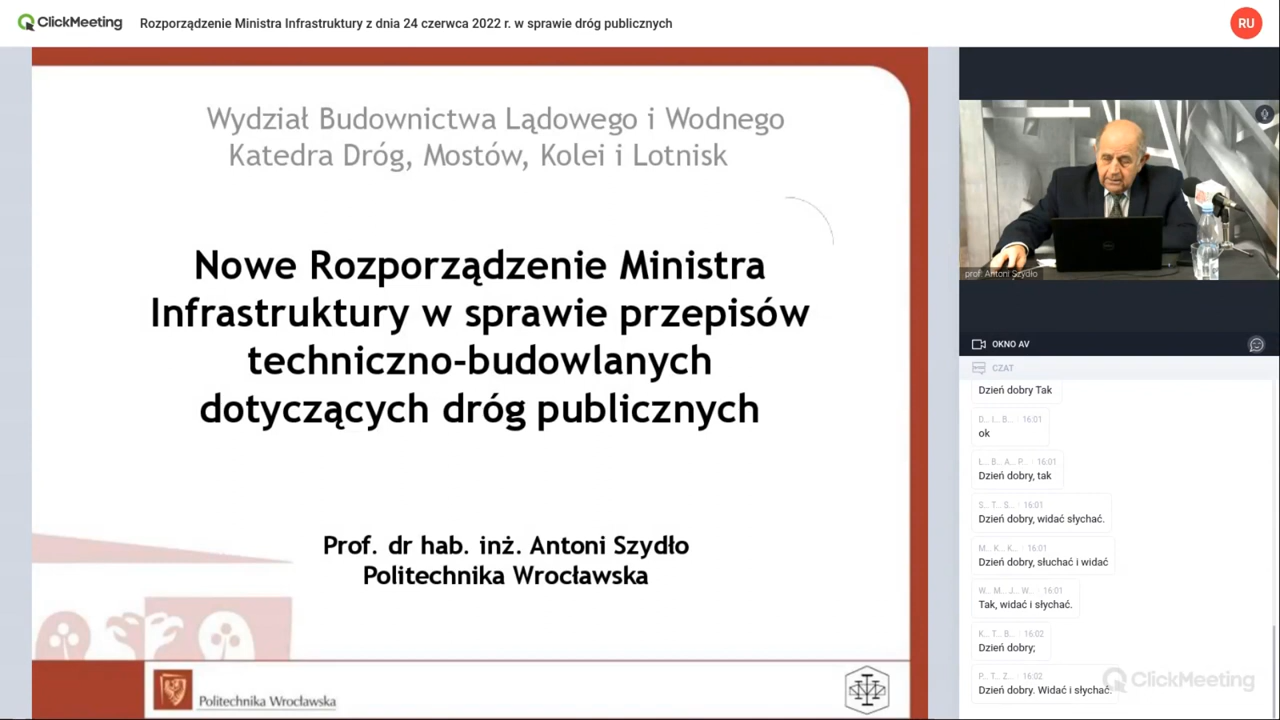 ClickMeeting
Rozporządzenie Ministra Infrastruktury z dnia 24 czerwca 2022 r. w sprawie dróg publicznych
RU
Wydział Budownictwa Lądowego i Wodnego
Katedra Dróg, Mostów, Kolei i Lotnisk
Nowe Rozporządzenie Ministra
Infrastruktury w sprawie przepisów
techniczno-budowlanych
dotyczących dróg publicznych
Prof. dr hab. inż. Antoni Szydło
Politechnika Wrocławska
Politechnika Wrocławska
prof. Antoni Szydło
OKNO AV
CZAT
Dzień dobry Tak
D... I... B... 16:01
ok
Ł... B... A... P... 16:01
Dzień dobry, tak
S... T... S... 16:01
Dzień dobry, widać słychać.
M... K... K... 16:01
Dzień dobry, słuchać i widać
W... M... J... W... 16:01
Tak, widać i słychać.
K... T... B... 16:02
Dzień dobry;
P... T... Z... 16:02
Dzień dobry. Widać i słychać.
ClickMeeting